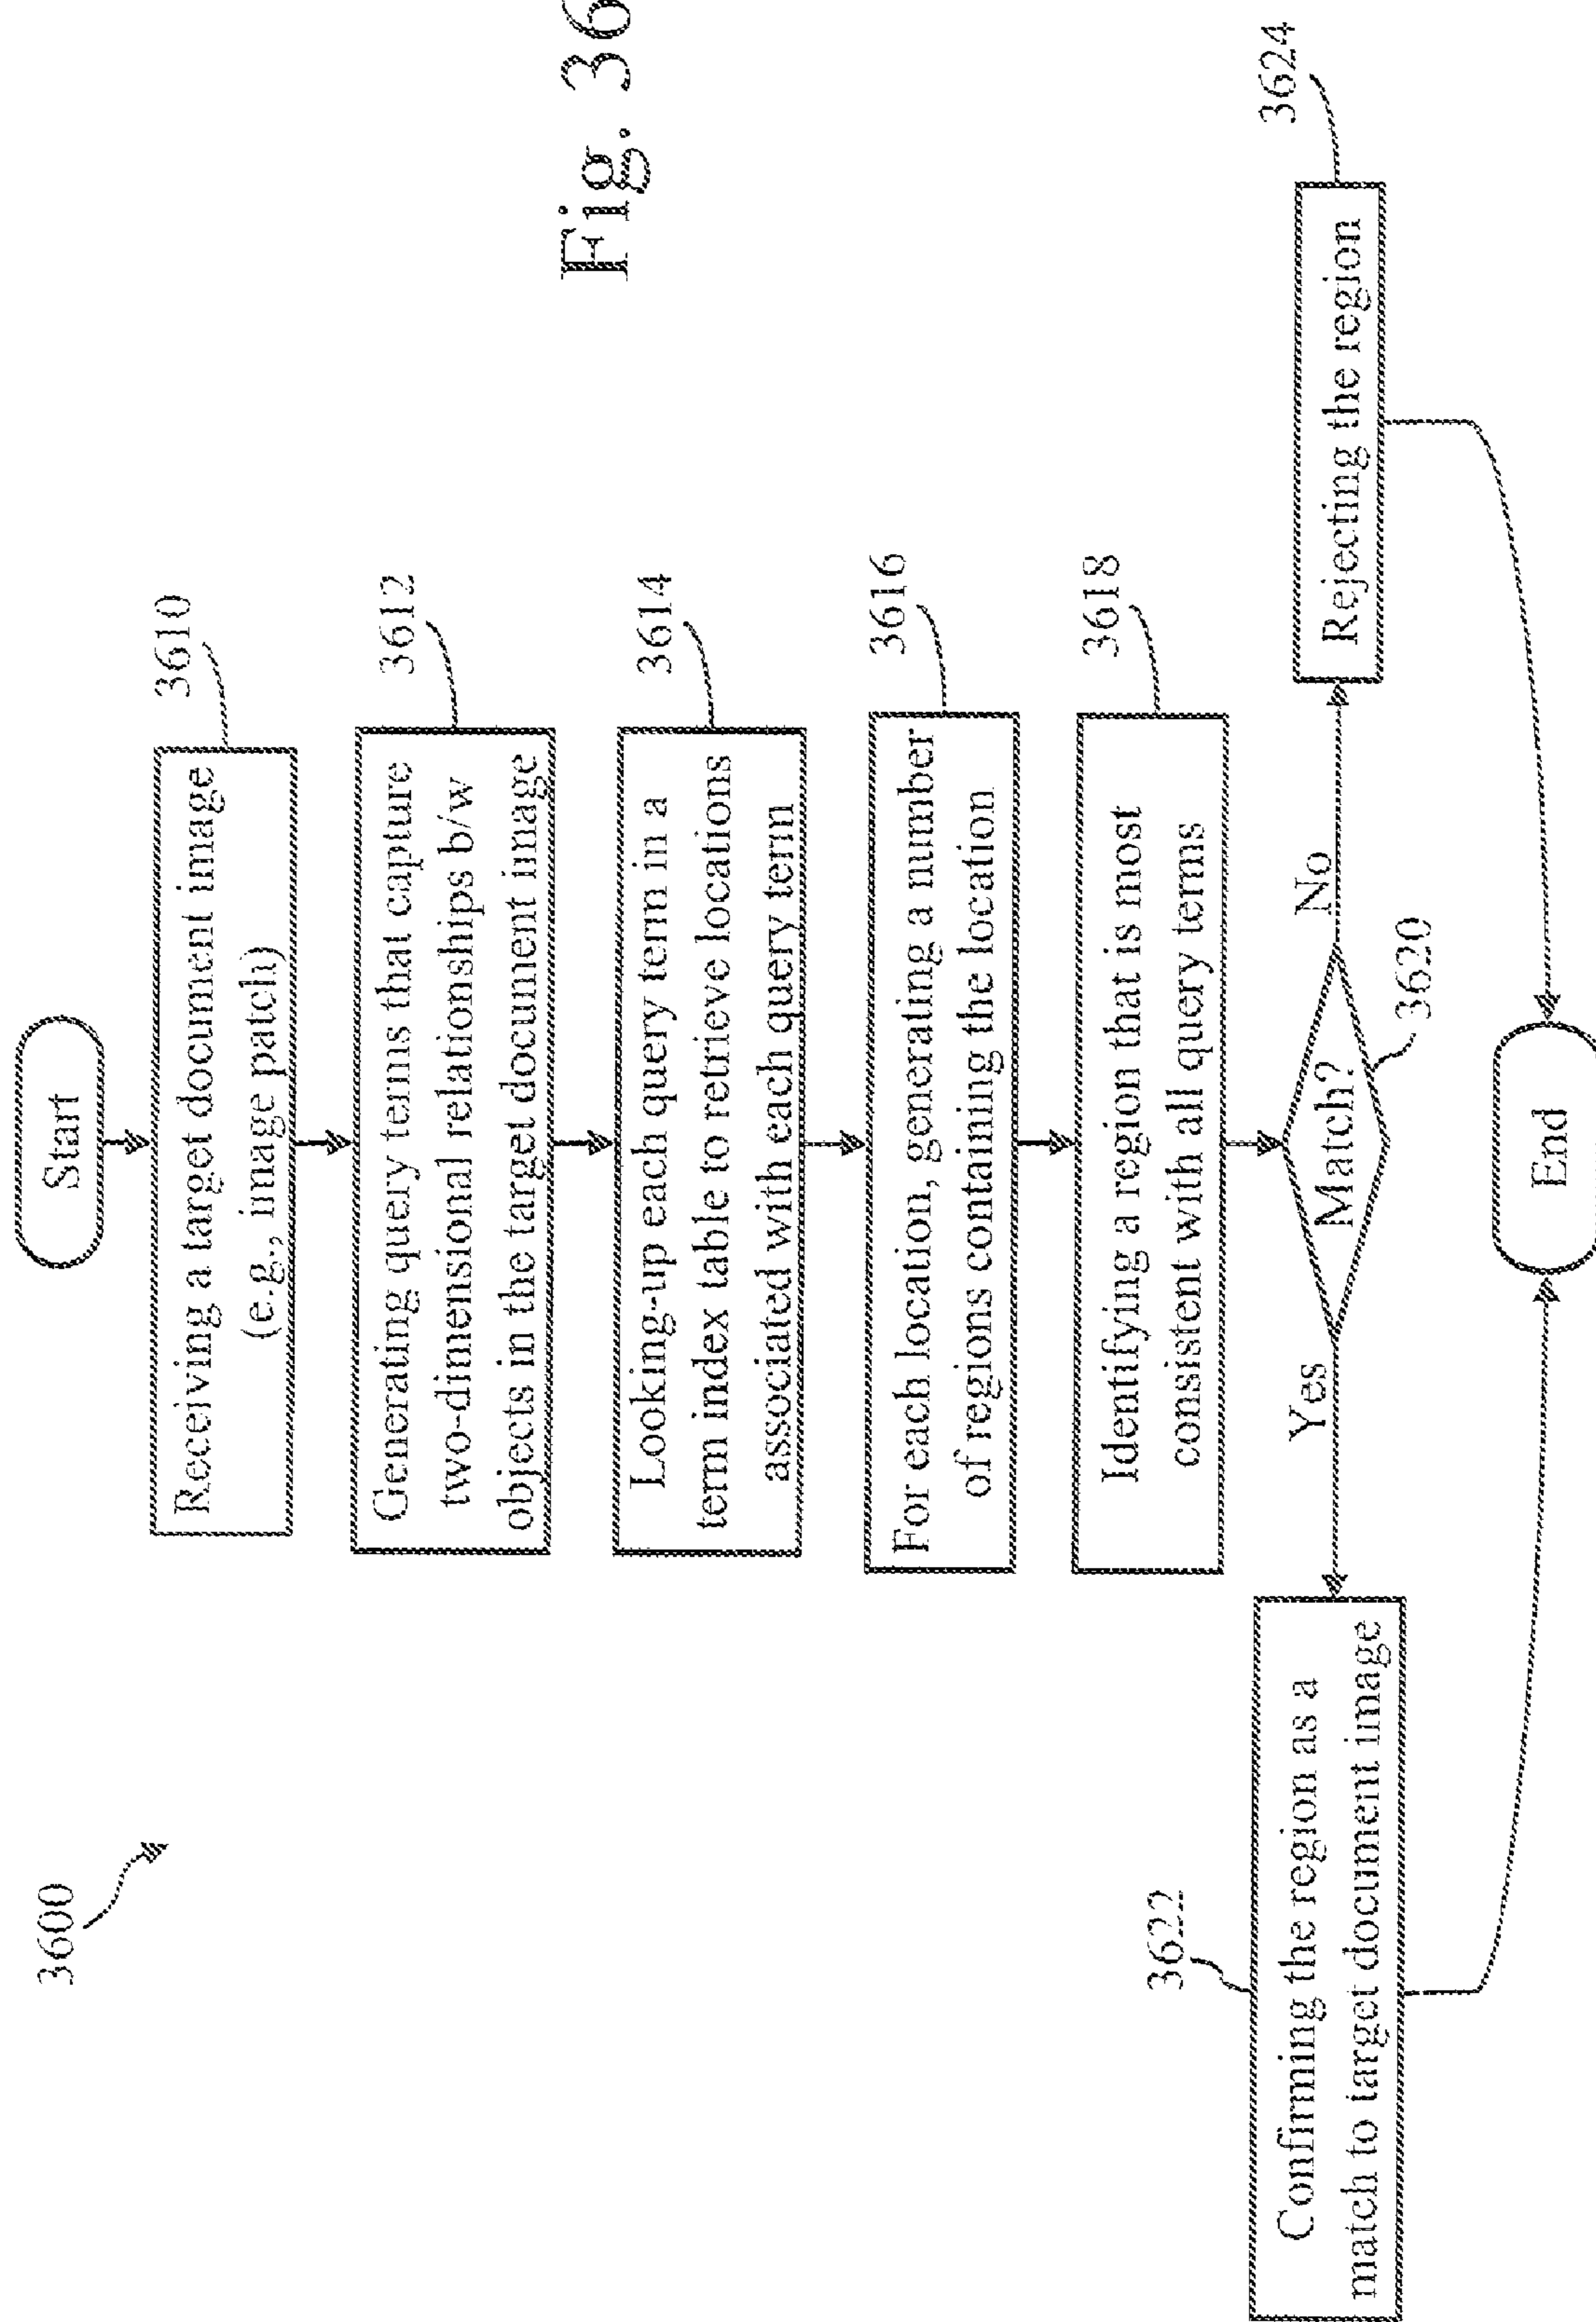 3600
Start
3610
Receiving a target document image
(e.g., image patch)
3612
Generating query terms that capture
two-dimensional relationships b/w
objects in the target document image
3614
Looking-up each query term in a
term index table to retrieve locations
associated with each query term
3616
For each location, generating a number
of regions containing the location
3618
Identifying a region that is most
consistent with all query terms
Yes
Match?
No
3620
3622
Confirming the region as a
match to target document image
3624
Rejecting the region
End
Fig. 36